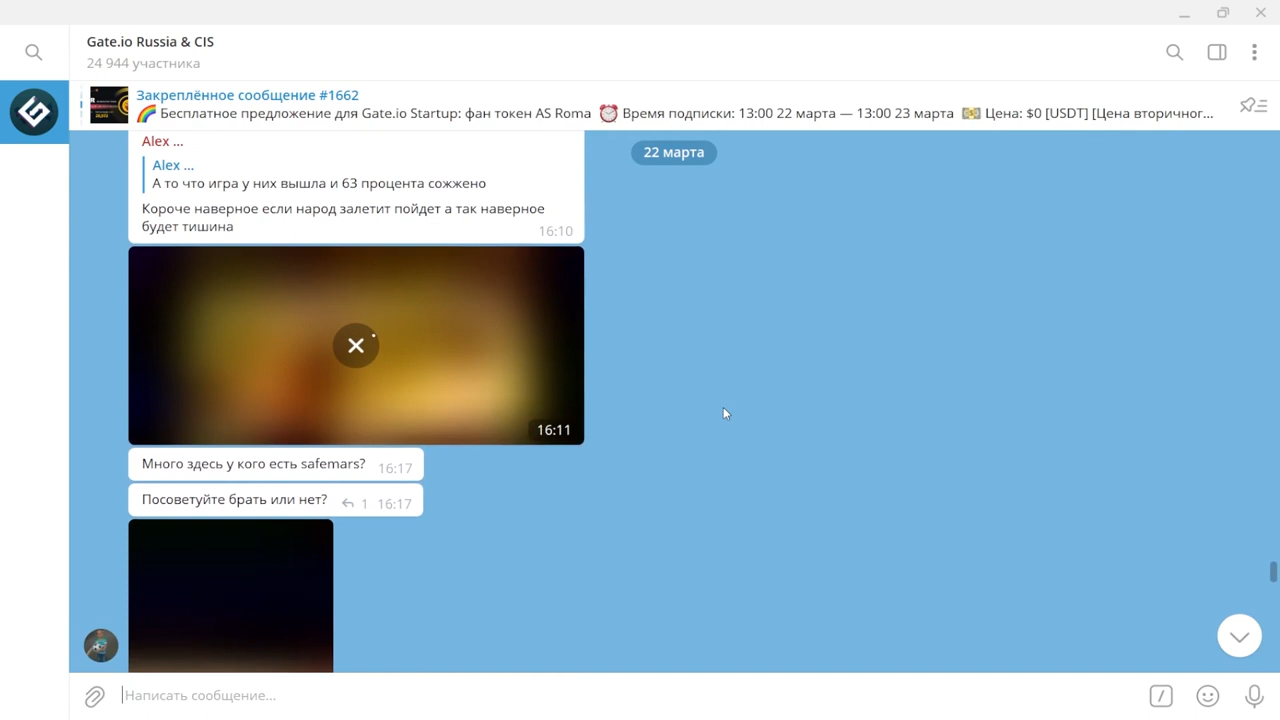 Gate.io Russia & CIS
24 944 участника
Закреплённое сообщение #1662
🌈 Бесплатное предложение для Gate.io Startup: фан токен AS Roma ⏰ Время подписки: 13:00 22 марта — 13:00 23 марта 💵 Цена: $0 [USDT] [Цена вторичног...
22 марта
Alex ...
Alex ...
А то что игра у них вышла и 63 процента сожжено
Короче наверное если народ залетит пойдет а так наверное
будет тишина
16:10
16:11
Много здесь у кого есть safemars? 16:17
Посоветуйте брать или нет? 1 16:17
Написать сообщение...